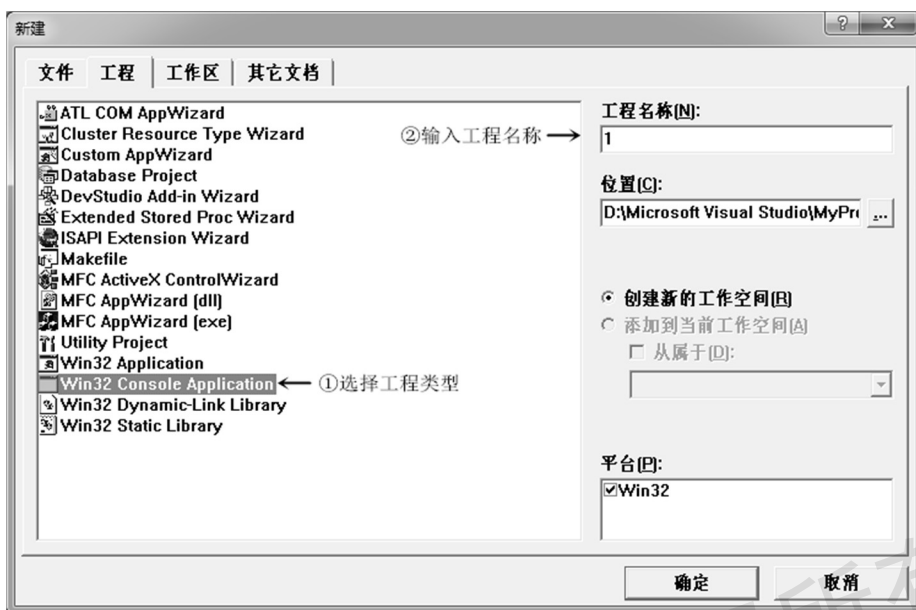 新建
文件 工程 工作区 其它文档
ATL COM AppWizard
Cluster Resource Type Wizard
Custom AppWizard
Database Project
DevStudio Add-in Wizard
Extended Stored Proc Wizard
ISAPI Extension Wizard
Makefile
MFC ActiveX ControlWizard
MFC AppWizard (dll)
MFC AppWizard (exe)
Utility Project
Win32 Application
Win32 Console Application ①选择工程类型
Win32 Dynamic-Link Library
Win32 Static Library
②输入工程名称
工程名称(N):
1
位置(C):
D:\Microsoft Visual Studio\MyPr
...
创建新的工作空间(R)
添加到当前工作空间(A)
从属于(D):
平台(P):
Win32
确定 取消